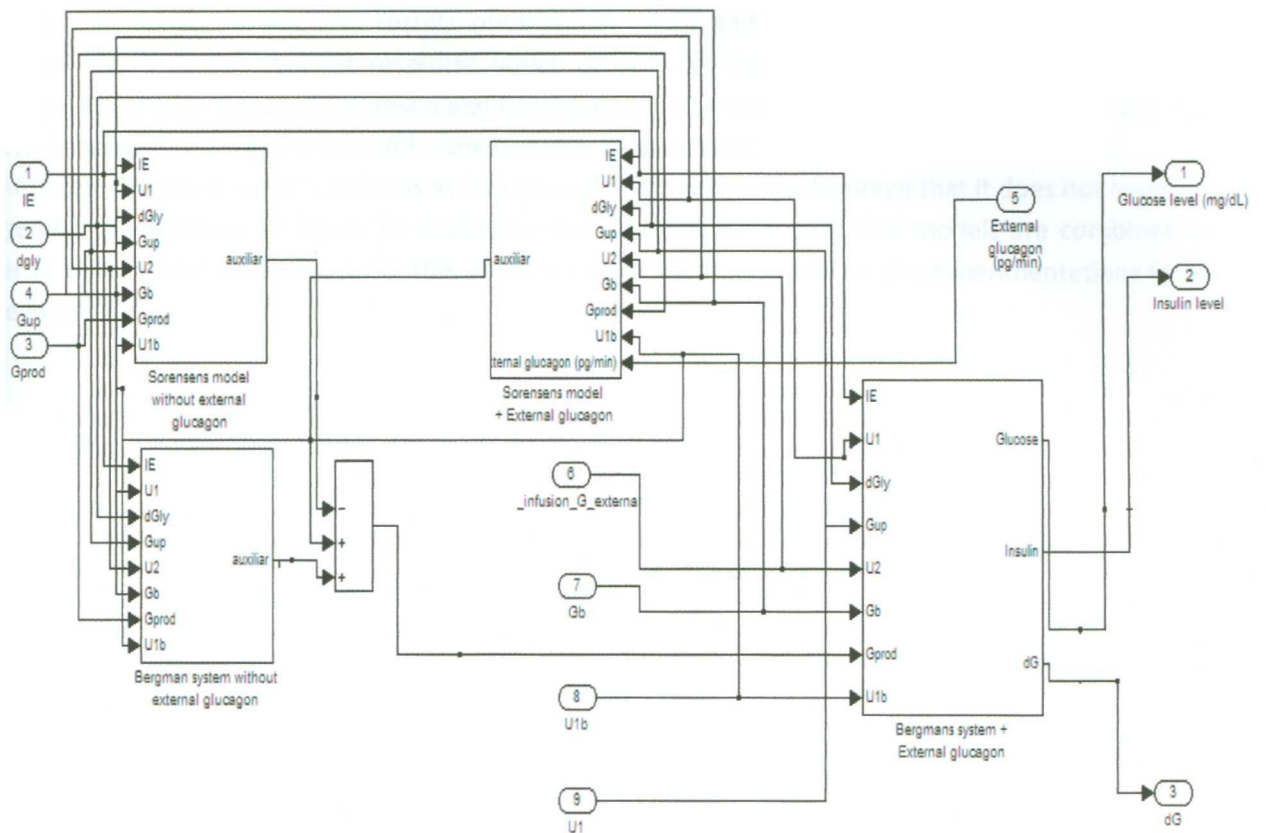 1
IE
2
dgly
4
Gup
3
Gprod
IE
U1
dGly
Gup
U2
Gb
Gprod
U1b
auxiliar
Sorensens model
without external
glucagon
auxiliar
IE
U1
dGly
Gup
U2
Gb
Gprod
U1b
ternal glucagon (pg/min)
Sorensens model
+ External glucagon
5
External
glucagon
(pg/min)
1
Glucose level (mg/dL)
2
Insulin level
IE
U1
dGly
Gup
U2
Gb
Gprod
U1b
auxiliar
Bergman system without
external glucagon
−
+
+
6
_infusion_G_externa
7
Gb
8
U1b
9
U1
IE
U1
dGly
Gup
U2
Gb
Gprod
U1b
Glucose
Insulin
dG
Bergmans system +
External glucagon
3
dG